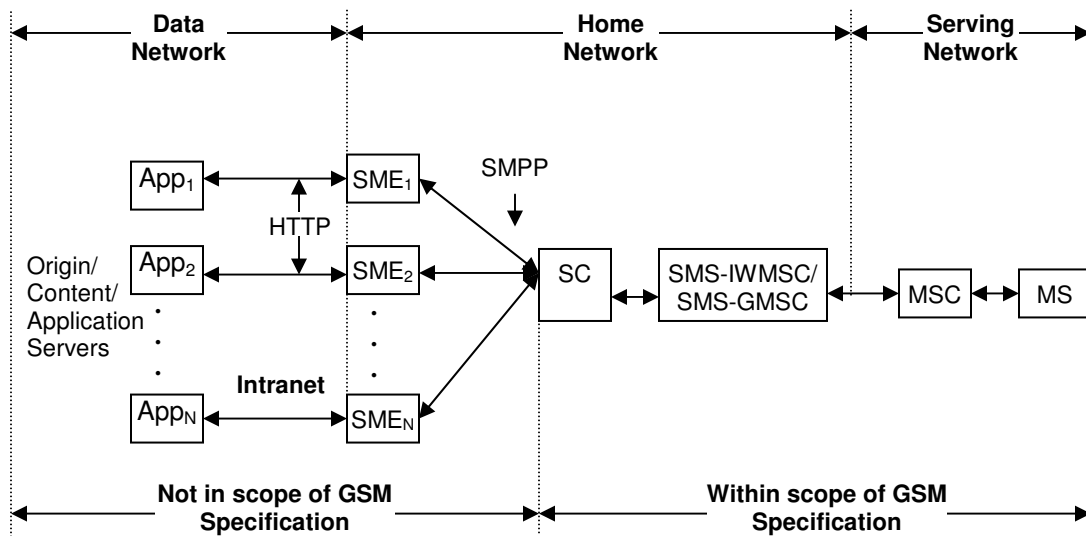 Data
Network
Home
Network
Serving
Network
App1
SME1
SMPP
HTTP
App2
SME2
SC
SMS-IWMSC/
SMS-GMSC
MSC
MS
Origin/
Content/
Application
Servers
Intranet
AppN
SMEN
Not in scope of GSM
Specification
Within scope of GSM
Specification